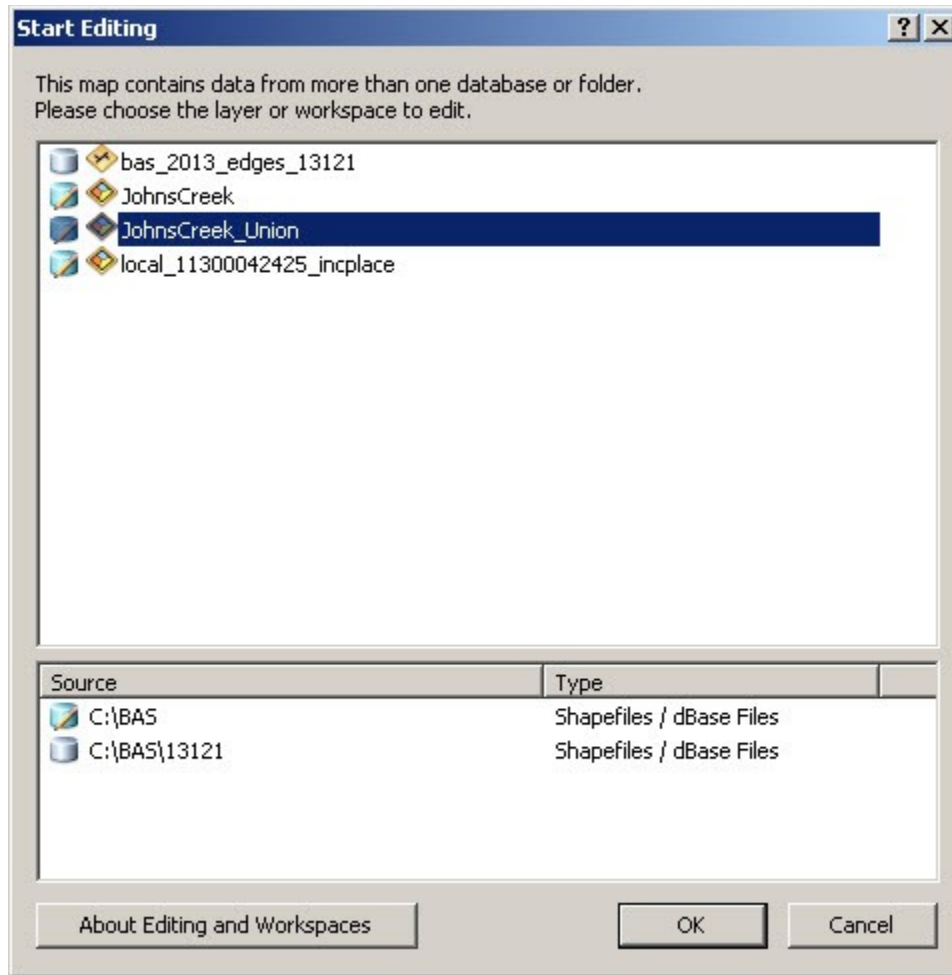 Start Editing
This map contains data from more than one database or folder.
Please choose the layer or workspace to edit.
bas_2013_edges_13121
JohnsCreek
JohnsCreek_Union
local_11300042425_incplace
Source Type
C:\BAS Shapefiles / dBase Files
C:\BAS\13121 Shapefiles / dBase Files
About Editing and Workspaces OK Cancel